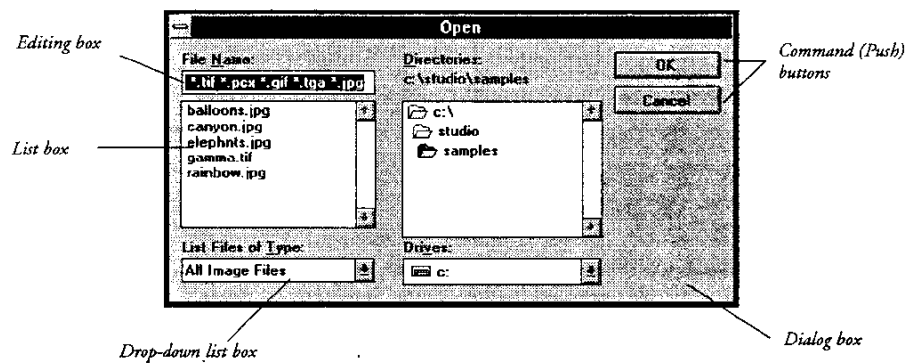 Open
Editing box
File Name:
*.tif *.pcx *.gif *.tga *.jpg
Directories:
c:\studio\samples
OK
Cancel
Command (Push)
buttons
List box
balloons.jpg
canyon.jpg
elephnts.jpg
gamma.tif
rainbow.jpg
c:\
studio
samples
List Files of Type:
All Image Files
Drives:
c:
Drop-down list box
Dialog box